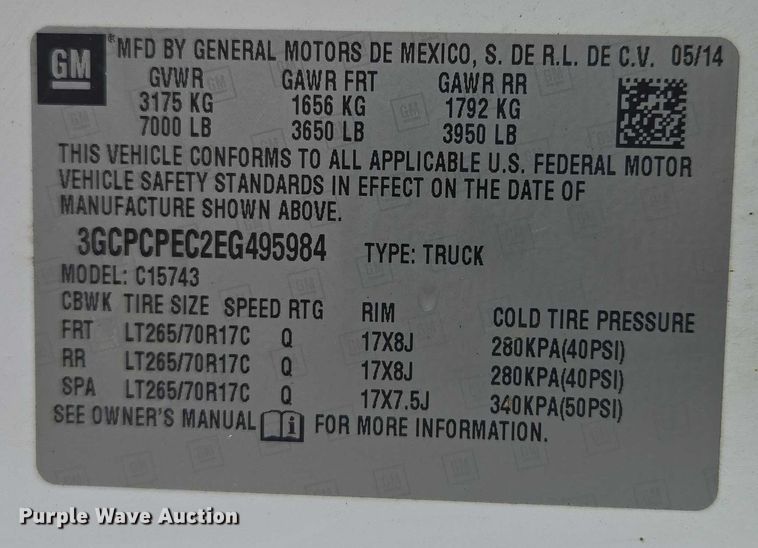 GM
MFD BY GENERAL MOTORS DE MEXICO, S. DE R.L. DE C.V. 05/14
GVWR GAWR FRT GAWR RR
3175 KG 1656 KG 1792 KG
7000 LB 3650 LB 3950 LB
THIS VEHICLE CONFORMS TO ALL APPLICABLE U.S. FEDERAL MOTOR
VEHICLE SAFETY STANDARDS IN EFFECT ON THE DATE OF
MANUFACTURE SHOWN ABOVE.
3GCPCPEC2EG495984 TYPE: TRUCK
MODEL: C15743
CBWK TIRE SIZE SPEED RTG RIM COLD TIRE PRESSURE
FRT LT265/70R17C Q 17X8J 280KPA(40PSI)
RR LT265/70R17C Q 17X8J 280KPA(40PSI)
SPA LT265/70R17C Q 17X7.5J 340KPA(50PSI)
SEE OWNER'S MANUAL i FOR MORE INFORMATION.
Purple Wave Auction